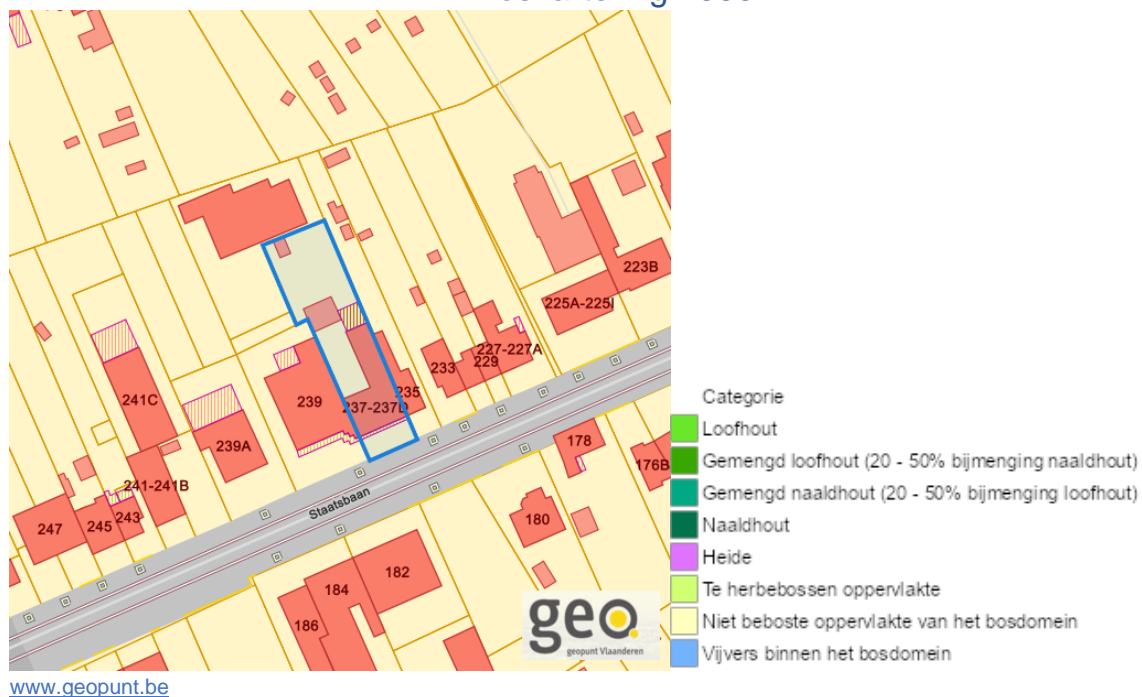 223B
225A-225I
227-227A
229
233
235
237-237D
239
239A
241C
241-241B
243
245
247
Staatsbaan
178
176B
180
182
184
186
geo
geopunt Vlaanderen
Categorie
Loofhout
Gemengd loofhout (20 - 50% bijmenging naaldhout)
Gemengd naaldhout (20 - 50% bijmenging loofhout)
Naaldhout
Heide
Te herbebossen oppervlakte
Niet beboste oppervlakte van het bosdomein
Vijvers binnen het bosdomein
www.geopunt.be